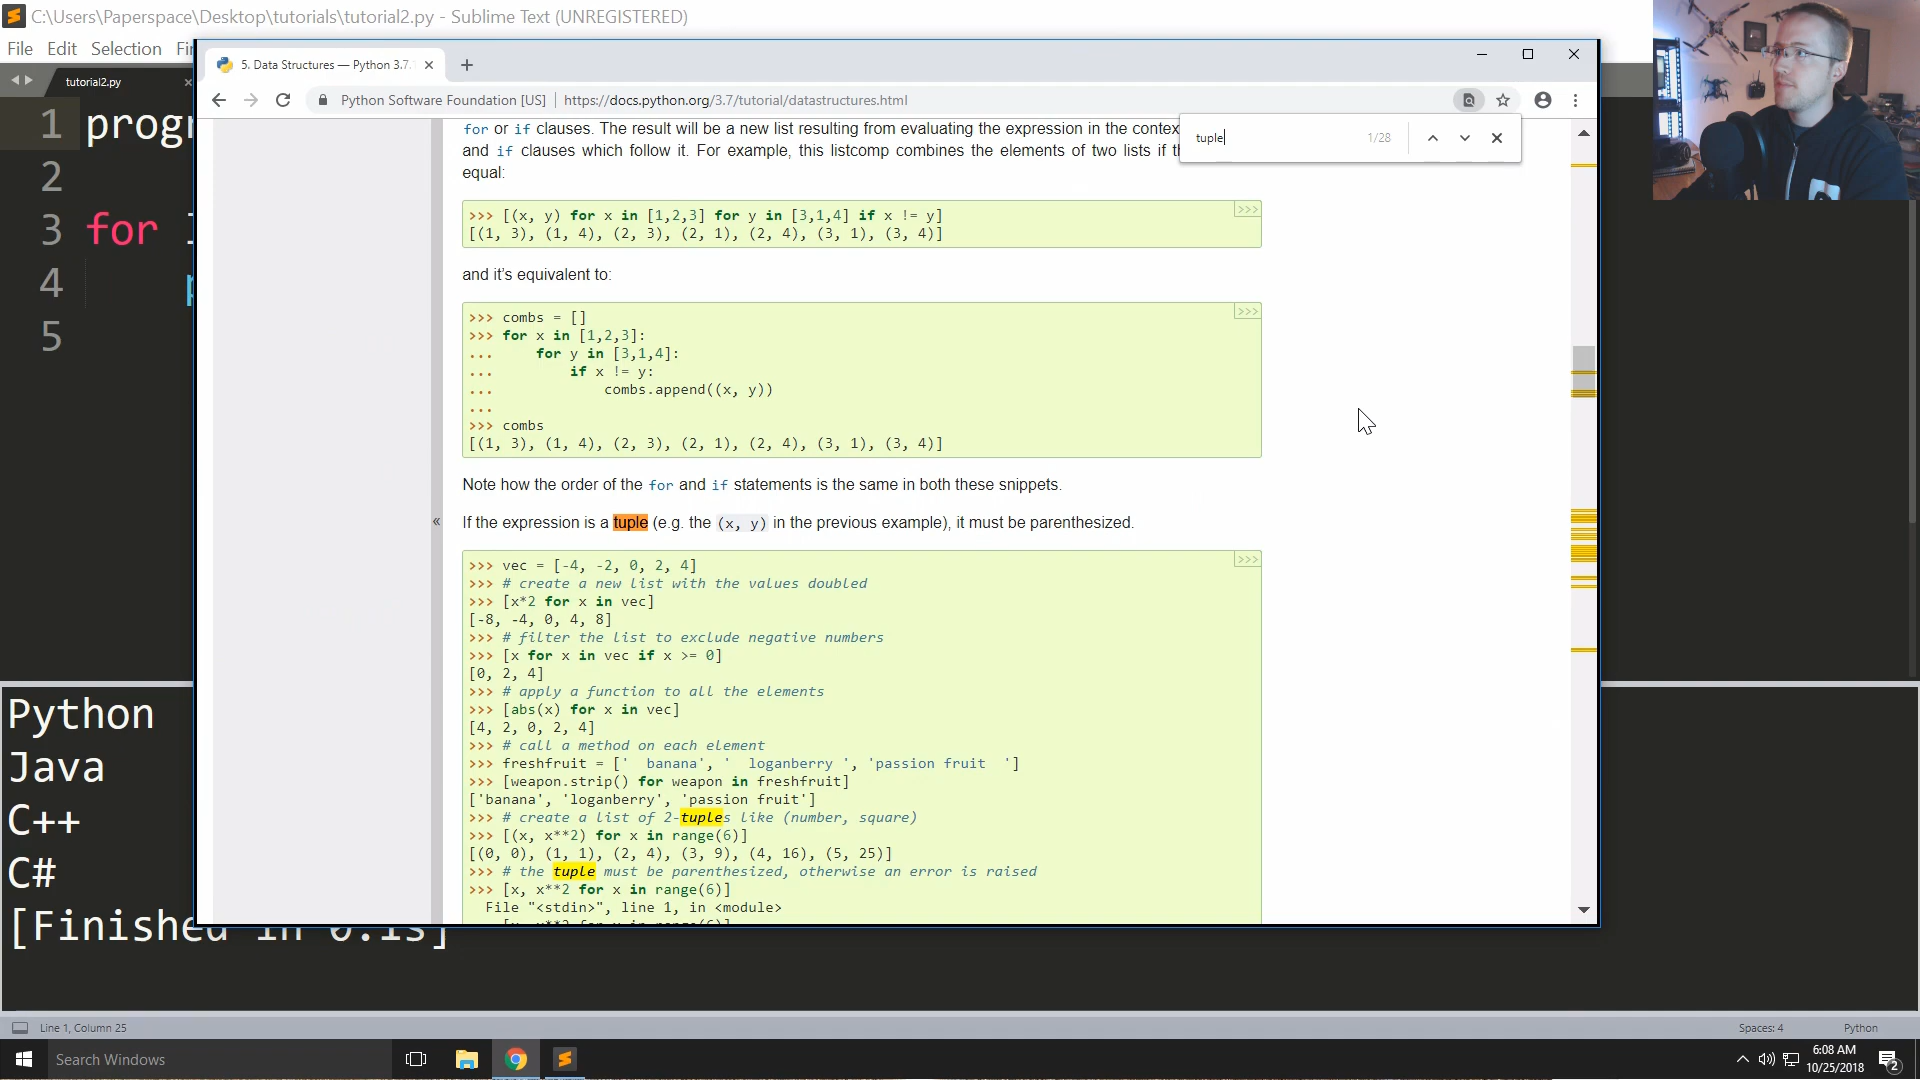 C:\Users\Paperspace\Desktop\tutorials\tutorial2.py - Sublime Text (UNREGISTERED)
File Edit Selection
tutorial2.py
1
2
3 for
4
5
Python
Java
C++
C#
[Finished in 0.1s]
Line 1, Column 25
Spaces: 4
Python
5. Data Structures — Python 3.7.
Python Software Foundation [US] https://docs.python.org/3.7/tutorial/datastructures.html
tuple 1/28
for or if clauses. The result will be a new list resulting from evaluating the expression in the
and if clauses which follow it. For example, this listcomp combines the elements of two lists if
equal:
>>> [(x, y) for x in [1,2,3] for y in [3,1,4] if x != y]
[(1, 3), (1, 4), (2, 3), (2, 1), (2, 4), (3, 1), (3, 4)]
>>>
and it’s equivalent to:
>>> combs = []
>>> for x in [1,2,3]:
... for y in [3,1,4]:
... if x != y:
... combs.append((x, y))
...
>>> combs
[(1, 3), (1, 4), (2, 3), (2, 1), (2, 4), (3, 1), (3, 4)]
>>>
Note how the order of the for and if statements is the same in both these snippets.
If the expression is a tuple (e.g. the (x, y) in the previous example), it must be parenthesized.
>>> vec = [-4, -2, 0, 2, 4]
>>> # create a new list with the values doubled
>>> [x*2 for x in vec]
[-8, -4, 0, 4, 8]
>>> # filter the list to exclude negative numbers
>>> [x for x in vec if x >= 0]
[0, 2, 4]
>>> # apply a function to all the elements
>>> [abs(x) for x in vec]
[4, 2, 0, 2, 4]
>>> # call a method on each element
>>> freshfruit = ['  banana', '  loganberry ', 'passion fruit  ']
>>> [weapon.strip() for weapon in freshfruit]
['banana', 'loganberry', 'passion fruit']
>>> # create a list of 2-tuples like (number, square)
>>> [(x, x**2) for x in range(6)]
[(0, 0), (1, 1), (2, 4), (3, 9), (4, 16), (5, 25)]
>>> # the tuple must be parenthesized, otherwise an error is raised
>>> [x, x**2 for x in range(6)]
File "<stdin>", line 1, in <module>
>>>
«
Search Windows
6:08 AM
10/25/2018
2